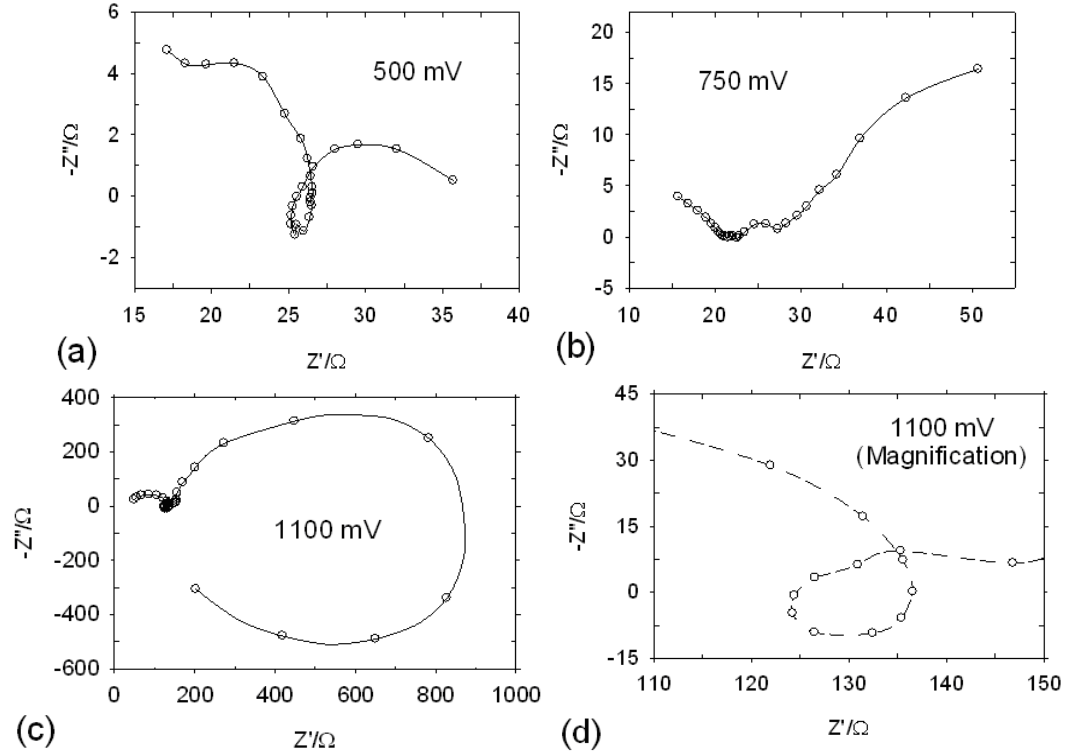 6
4
2
0
-2
-Z"/Ω
500 mV
15 20 25 30 35 40
(a)
Z'/Ω
20
15
10
5
0
-5
-Z"/Ω
750 mV
10 20 30 40 50
(b)
Z'/Ω
400
200
0
-200
-400
-600
-Z"/Ω
1100 mV
0 200 400 600 800 1000
(c)
Z'/Ω
45
30
15
0
-15
-Z"/Ω
1100 mV
(Magnification)
110 120 130 140 150
(d)
Z'/Ω